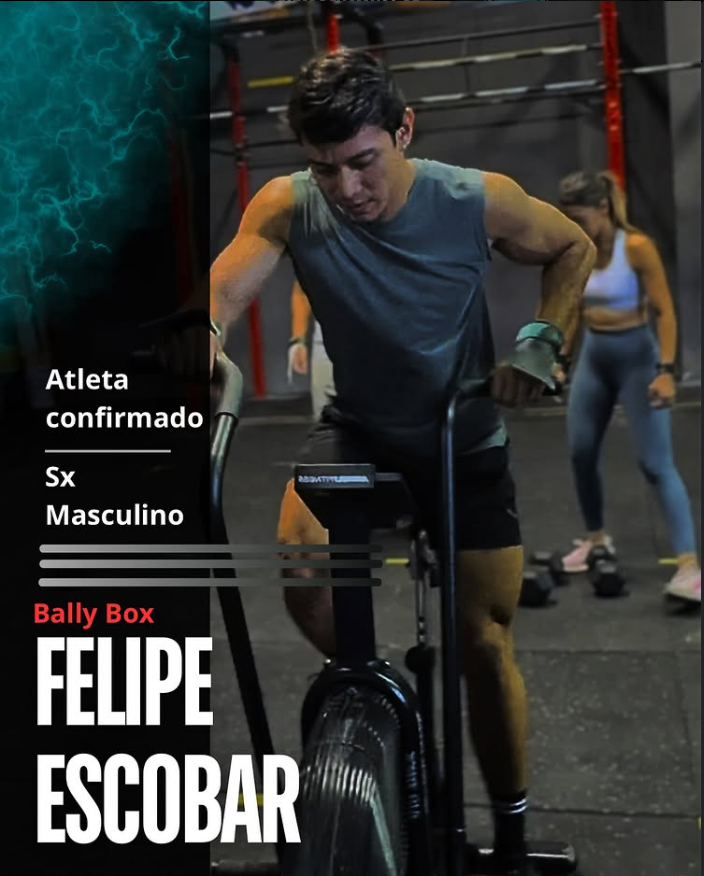 Atleta
confirmado
Sx
Masculino
Bally Box
FELIPE
ESCOBAR